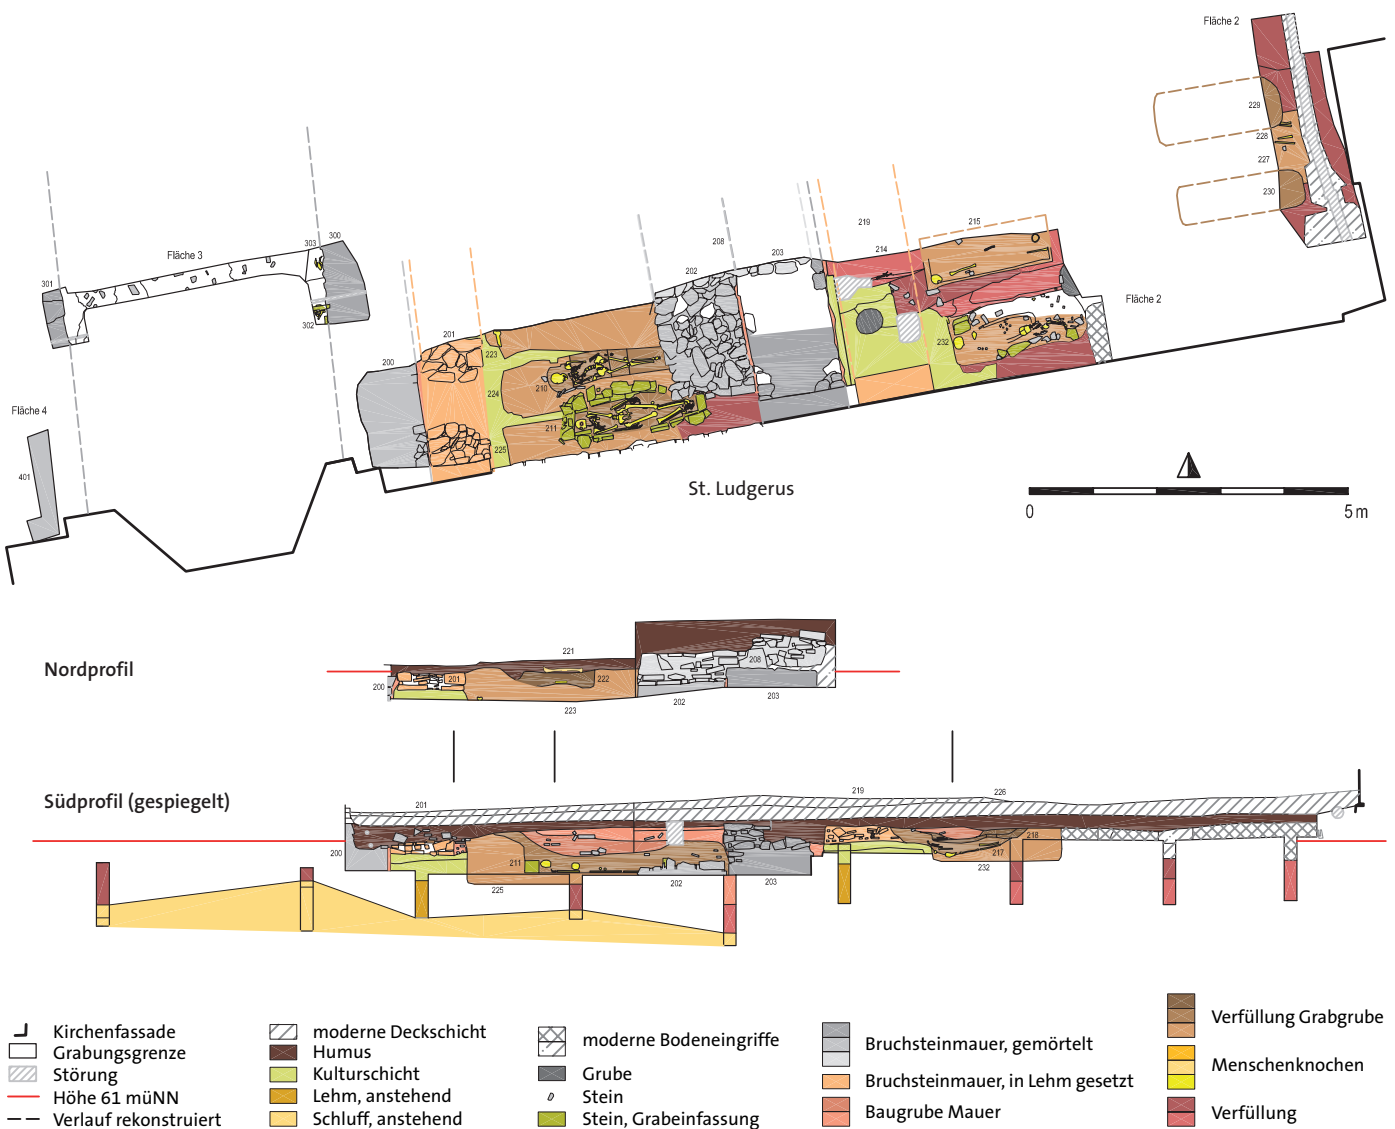 Fläche 2
229
228
227
230
Fläche 3
303
300
301
302
Fläche 4
401
200
201
223
224
225
210
211
202
208
203
219
214
215
232
Fläche 2
St. Ludgerus
0
5 m
Nordprofil
221
201
200
222
223
208
202
203
Südprofil (gespiegelt)
201
219
226
200
211
225
202
203
218
217
232
Kirchenfassade
Grabungsgrenze
Störung
Höhe 61 müNN
Verlauf rekonstruiert
moderne Deckschicht
Humus
Kulturschicht
Lehm, anstehend
Schluff, anstehend
moderne Bodeneingriffe
Grube
Stein
Stein, Grabeinfassung
Bruchsteinmauer, gemörtelt
Bruchsteinmauer, in Lehm gesetzt
Baugrube Mauer
Verfüllung Grabgrube
Menschenknochen
Verfüllung